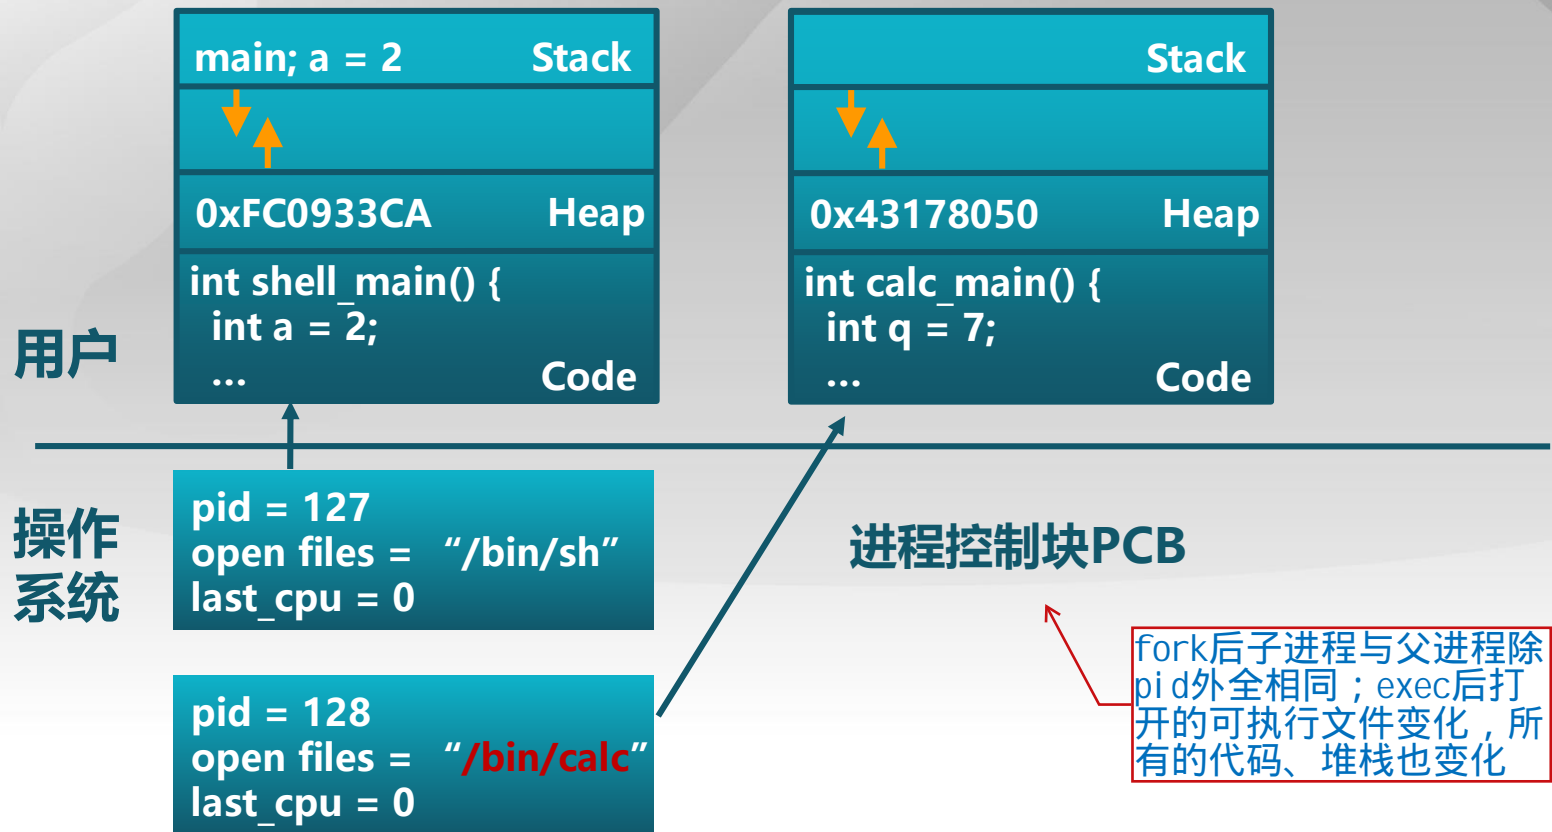 main; a = 2 Stack
0xFC0933CA Heap
int shell_main() {
int a = 2;
... Code
Stack
0x43178050 Heap
int calc_main() {
int q = 7;
... Code
用户
操作
系统
pid = 127
open files = “/bin/sh”
last_cpu = 0
pid = 128
open files = “/bin/calc”
last_cpu = 0
进程控制块PCB
fork后子进程与父进程除
pid外全相同；exec后打
开的可执行文件变化，所
有的代码、堆栈也变化